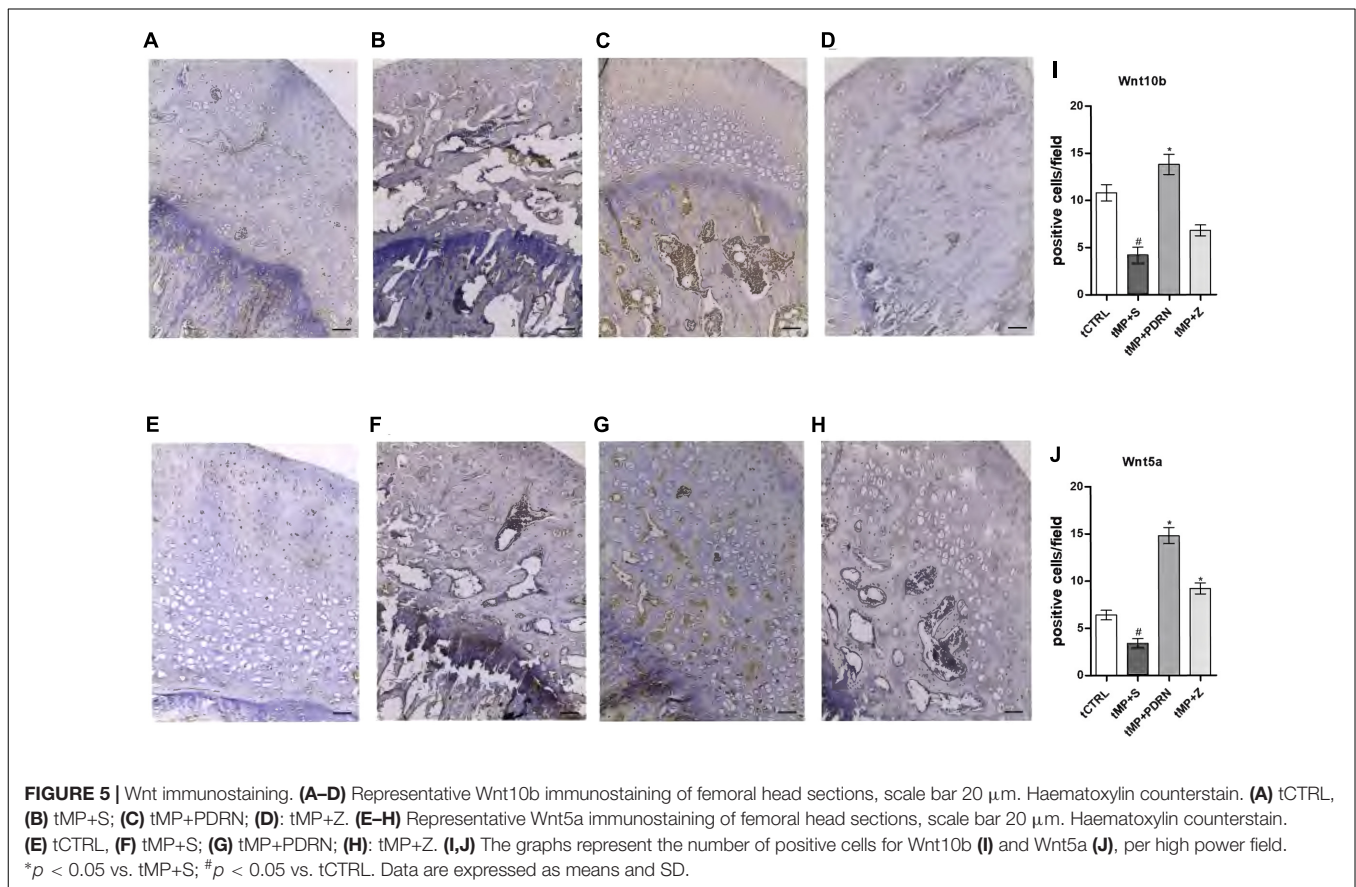 A
B
C
D
I
Wnt10b
20
15
10
5
0
positive cells/field
#
*
tCTRL
tMP+S
tMP+PDRN
tMP+Z
E
F
G
H
J
Wnt5a
20
15
10
5
0
positive cells/field
#
*
*
tCTRL
tMP+S
tMP+PDRN
tMP+Z
FIGURE 5 | Wnt immunostaining. (A–D) Representative Wnt10b immunostaining of femoral head sections, scale bar 20 μm. Haematoxylin counterstain. (A) tCTRL,
(B) tMP+S; (C) tMP+PDRN; (D): tMP+Z. (E–H) Representative Wnt5a immunostaining of femoral head sections, scale bar 20 μm. Haematoxylin counterstain.
(E) tCTRL, (F) tMP+S; (G) tMP+PDRN; (H): tMP+Z. (I,J) The graphs represent the number of positive cells for Wnt10b (I) and Wnt5a (J), per high power field.
*p < 0.05 vs. tMP+S; #p < 0.05 vs. tCTRL. Data are expressed as means and SD.